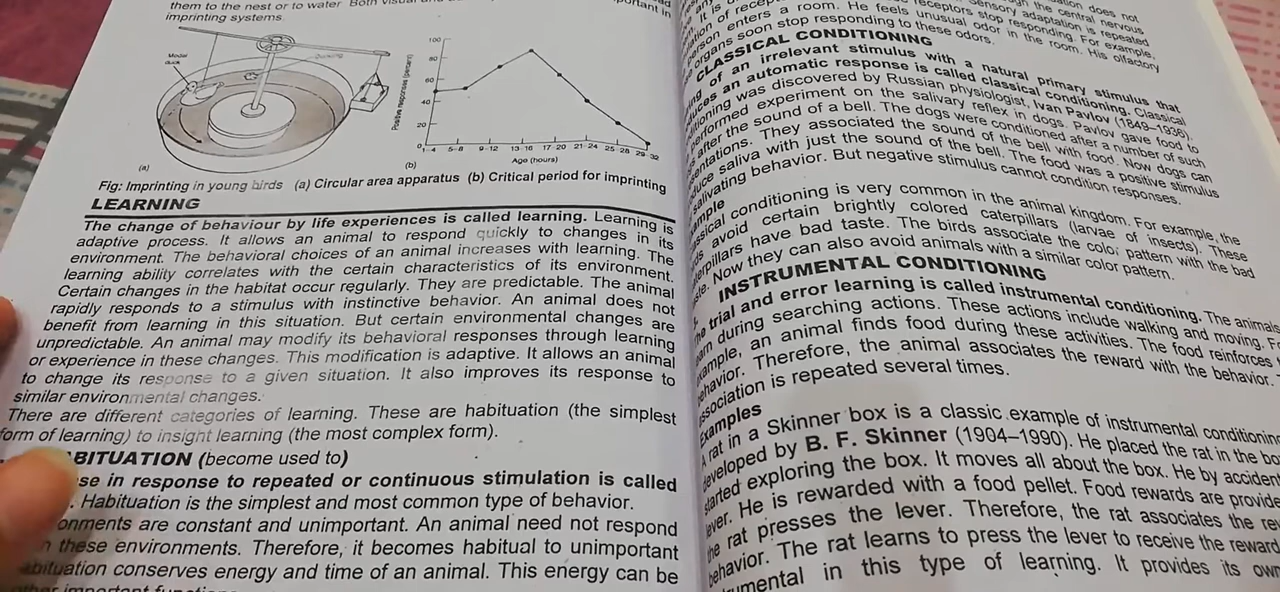 them to the nest or to water Both
imprinting systems.
Model
duck
(a)
Positive responses (percent)
100
80
60
40
20
0
1-4 5-8 9-12 13-16 17-20 21-24 25-28 29-32
Age (hours)
(b)
Fig: Imprinting in young birds (a) Circular area apparatus (b) Critical period for imprinting
LEARNING
The change of behaviour by life experiences is called learning. Learning is
adaptive process. It allows an animal to respond quickly to changes in its
environment. The behavioral choices of an animal increases with learning. The
learning ability correlates with the certain characteristics of its environment.
Certain changes in the habitat occur regularly. They are predictable. The animal
rapidly responds to a stimulus with instinctive behavior. An animal does not
benefit from learning in this situation. But certain environmental changes are
unpredictable. An animal may modify its behavioral responses through learning
or experience in these changes. This modification is adaptive. It allows an animal
to change its response to a given situation. It also improves its response to
similar environmental changes.
There are different categories of learning. These are habituation (the simplest
form of learning) to insight learning (the most complex form).
BITUATION (become used to)
se in response to repeated or continuous stimulation is called
. Habituation is the simplest and most common type of behavior.
onments are constant and unimportant. An animal need not respond
these environments. Therefore, it becomes habitual to unimportant
bituation conserves energy and time of an animal. This energy can be
other important
does not
the central nervous
Sensory adaptation is repeated
receptors stop responding. For example,
enters a room. He feels unusual odor in the room. His olfactory
organs soon stop responding to these odors.
CLASSICAL CONDITIONING
of an irrelevant stimulus with a natural primary stimulus that
an automatic response is called classical conditioning. Classical
was discovered by Russian physiologist, Ivan Pavlov (1849-1936).
performed experiment on the salivary reflex in dogs. Pavlov gave food to
after the sound of a bell. The dogs were conditioned after a number of such
They associated the sound of the bell with food. Now dogs can
saliva with just the sound of the bell. The food was a positive stimulus
salivating behavior. But negative stimulus cannot condition responses.
conditioning is very common in the animal kingdom. For example, the
avoid certain brightly colored caterpillars (larvae of insects). These
have bad taste. The birds associate the color pattern with the bad
Now they can also avoid animals with a similar color pattern.
INSTRUMENTAL CONDITIONING
trial and error learning is called instrumental conditioning. The animals
during searching actions. These actions include walking and moving.
example, an animal finds food during these activities. The food reinforces
behavior. Therefore, the animal associates the reward with the behavior.
association is repeated several times.
Examples
A rat in a Skinner box is a classic example of instrumental conditioning
developed by B. F. Skinner (1904–1990). He placed the rat in the
started exploring the box. It moves all about the box. He by accident
lever. He is rewarded with a food pellet. Food rewards are provide
the rat presses the lever. Therefore, the rat associates the
behavior. The rat learns to press the lever to receive the reward
in this type of learning. It provides its own